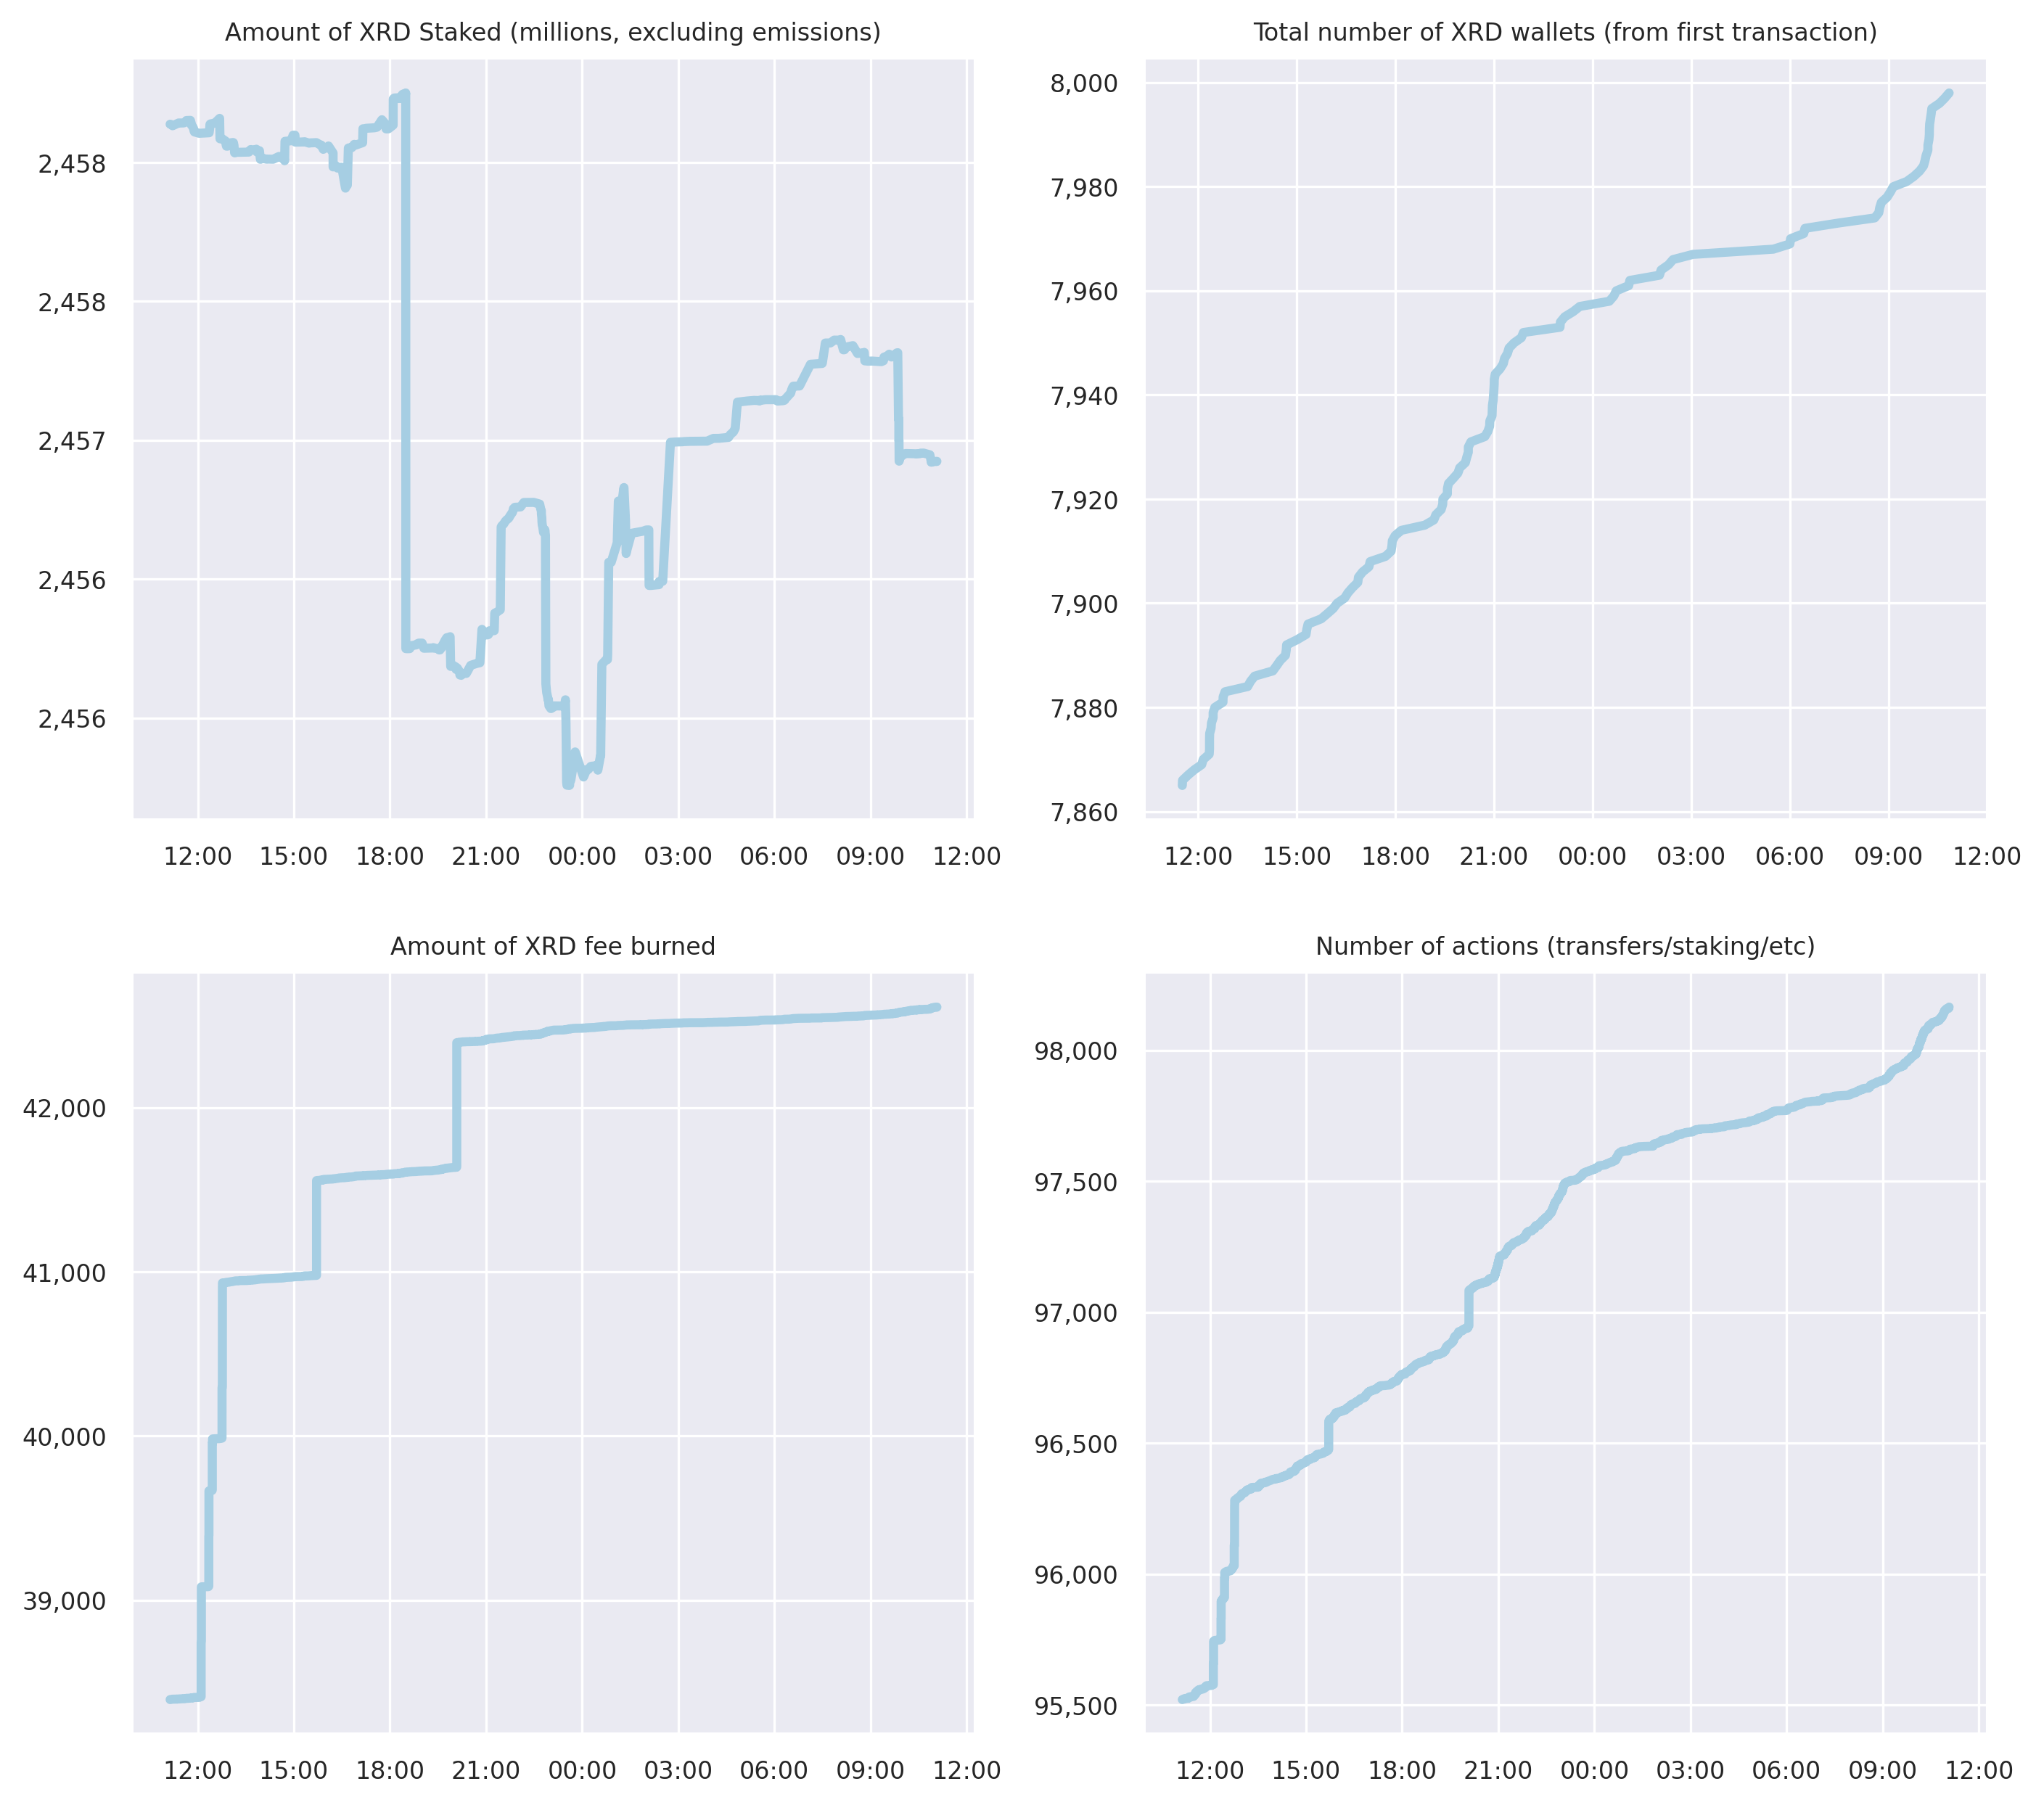 Amount of XRD Staked (millions, excluding emissions)
2,458
2,458
2,457
2,456
2,456
12:00 15:00 18:00 21:00 00:00 03:00 06:00 09:00 12:00
Total number of XRD wallets (from first transaction)
8,000
7,980
7,960
7,940
7,920
7,900
7,880
7,860
12:00 15:00 18:00 21:00 00:00 03:00 06:00 09:00 12:00
Amount of XRD fee burned
42,000
41,000
40,000
39,000
12:00 15:00 18:00 21:00 00:00 03:00 06:00 09:00 12:00
Number of actions (transfers/staking/etc)
98,000
97,500
97,000
96,500
96,000
95,500
12:00 15:00 18:00 21:00 00:00 03:00 06:00 09:00 12:00